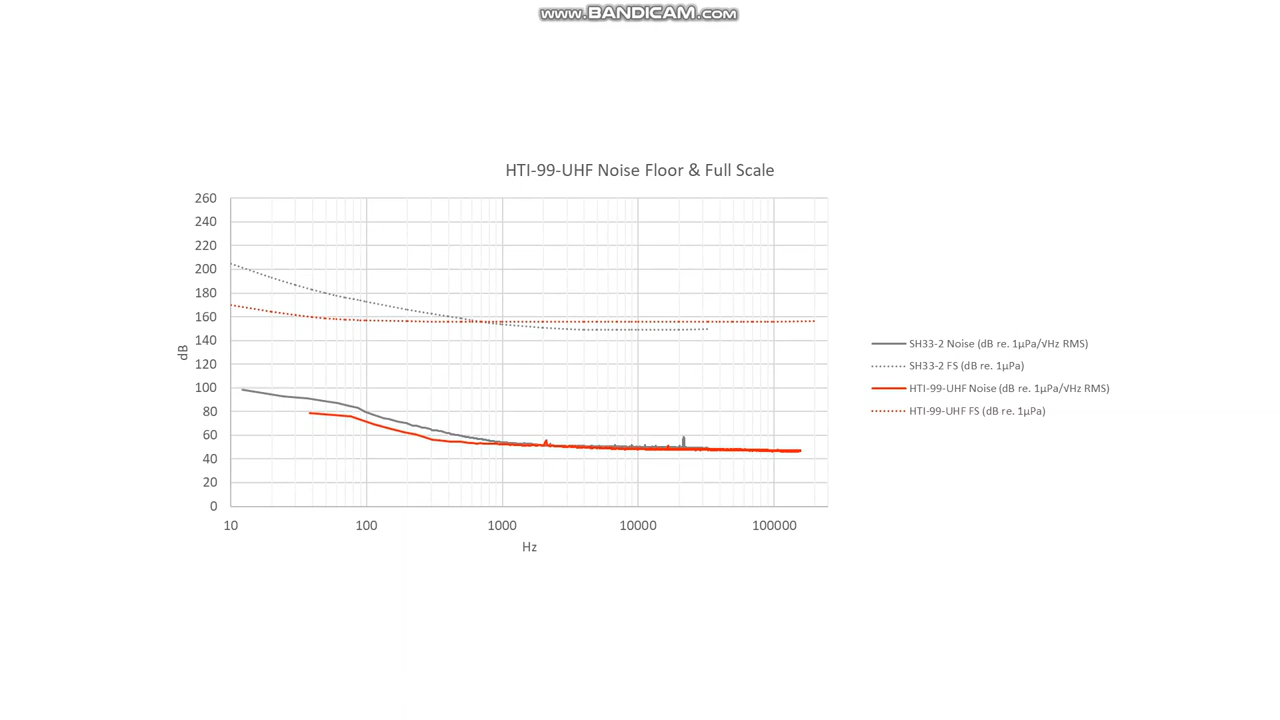 WWW.BANDICAM.COM
HTI-99-UHF Noise Floor & Full Scale
260
240
220
200
180
160
140
120
100
80
60
40
20
0
dB
10 100 1000 10000 100000
Hz
SH33-2 Noise (dB re. 1µPa/√Hz RMS)
SH33-2 FS (dB re. 1µPa)
HTI-99-UHF Noise (dB re. 1µPa/√Hz RMS)
HTI-99-UHF FS (dB re. 1µPa)